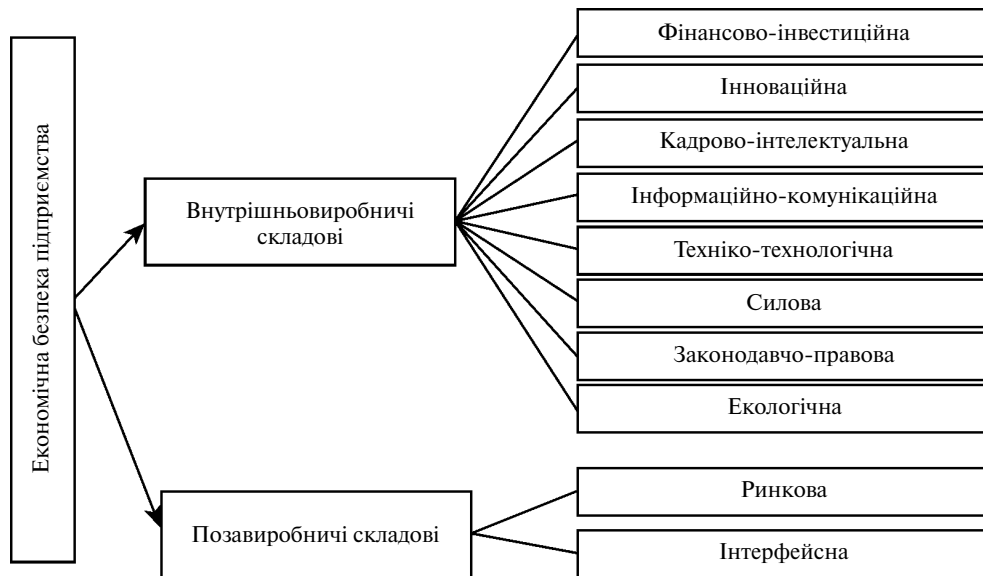 Економічна безпека підприємства
Внутрішньовиробничі
складові
Фінансово-інвестиційна
Інноваційна
Кадрово-інтелектуальна
Інформаційно-комунікаційна
Техніко-технологічна
Силова
Законодавчо-правова
Екологічна
Позавиробничі складові
Ринкова
Інтерфейсна